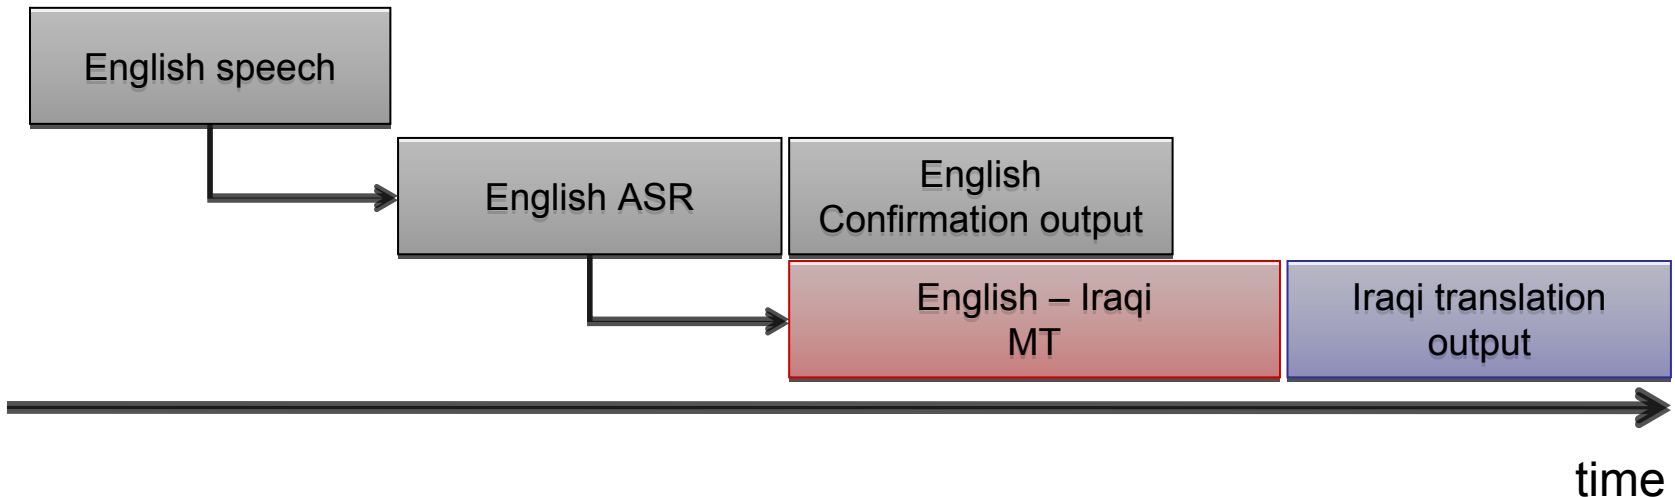 English speech
English ASR
English
Confirmation output
English – Iraqi
MT
Iraqi translation
output
time